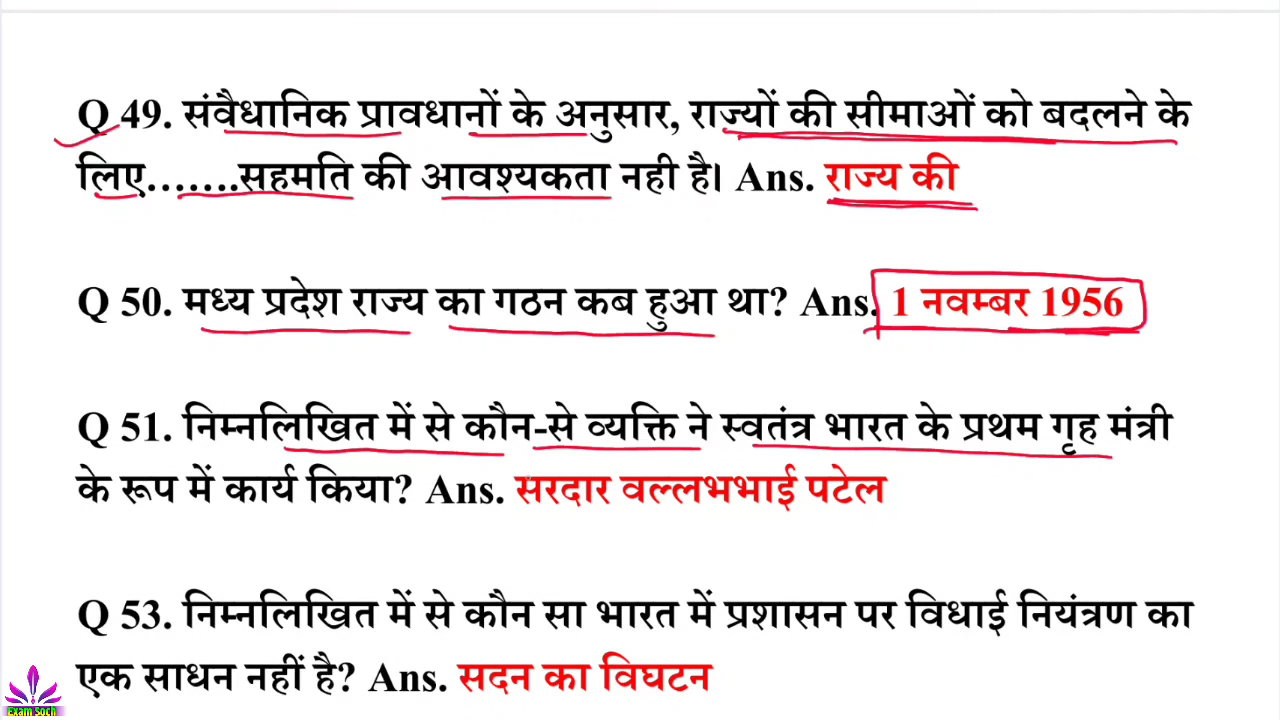 Q 49. संवैधानिक प्रावधानों के अनुसार, राज्यों की सीमाओं को बदलने के
लिए.......सहमति की आवश्यकता नही है। Ans. राज्य की
Q 50. मध्य प्रदेश राज्य का गठन कब हुआ था? Ans. 1 नवम्बर 1956
Q 51. निम्नलिखित में से कौन-से व्यक्ति ने स्वतंत्र भारत के प्रथम गृह मंत्री
के रूप में कार्य किया? Ans. सरदार वल्लभभाई पटेल
Q 53. निम्नलिखित में से कौन सा भारत में प्रशासन पर विधाई नियंत्रण का
एक साधन नहीं है? Ans. सदन का विघटन
Exam Soch